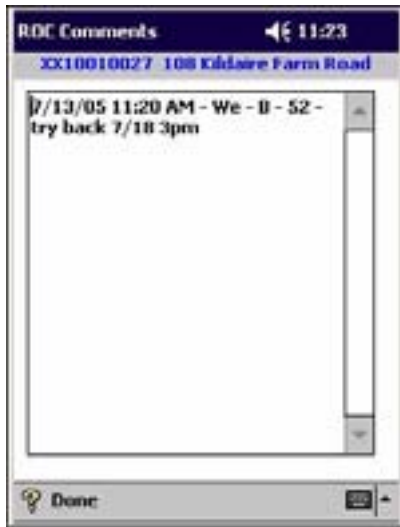 ROC Comments 11:23
XX10010027 108 Kildaire Farm Road
7/13/05 11:20 AM - We - B - 52 -
try back 7/18 3pm
Done